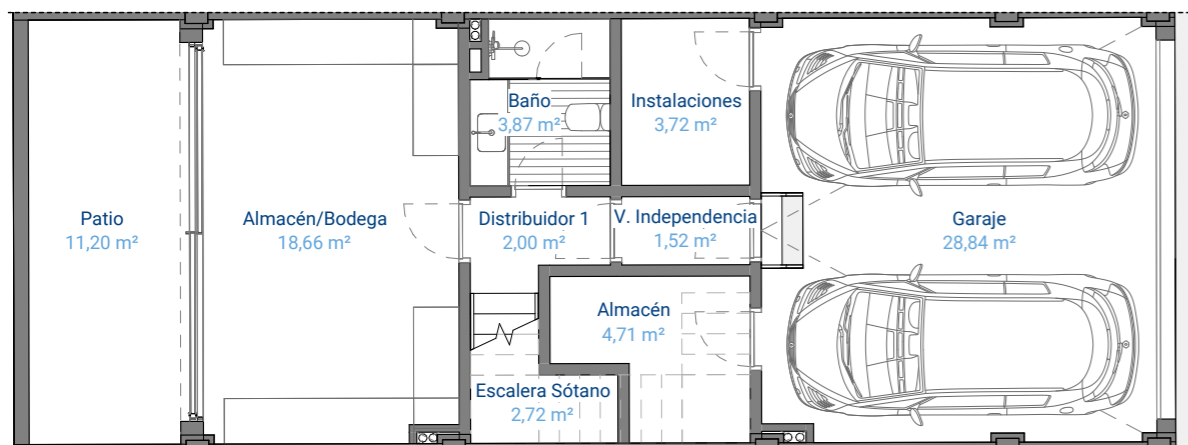 Baño
3,87 m²
Instalaciones
3,72 m²
Patio
11,20 m²
Almacén/Bodega
18,66 m²
Distribuidor 1
2,00 m²
V. Independencia
1,52 m²
Garaje
28,84 m²
Almacén
4,71 m²
Escalera Sótano
2,72 m²